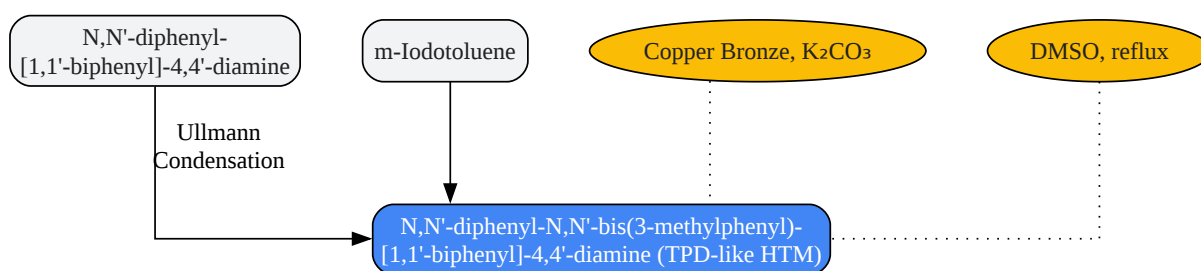 N,N'-diphenyl-
[1,1'-biphenyl]-4,4'-diamine
m-Iodotoluene
Copper Bronze, K₂CO₃
DMSO, reflux
Ullmann
Condensation
N,N'-diphenyl-N,N'-bis(3-methylphenyl)-
[1,1'-biphenyl]-4,4'-diamine (TPD-like HTM)